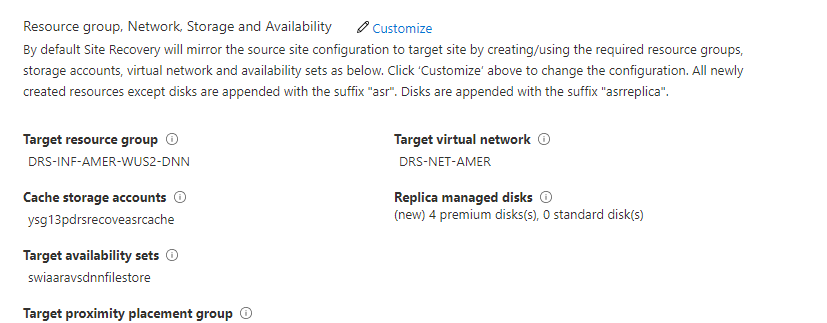 Resource group, Network, Storage and Availability Customize
By default Site Recovery will mirror the source site configuration to target site by creating/using the required resource groups,
storage accounts, virtual network and availability sets as below. Click 'Customize' above to change the configuration. All newly
created resources except disks are appended with the suffix "asr". Disks are appended with the suffix "asrreplica".
Target resource group
DRS-INF-AMER-WUS2-DNN
Target virtual network
DRS-NET-AMER
Cache storage accounts
ysg13pdrsrecoveasrcache
Replica managed disks
(new) 4 premium disks(s), 0 standard disk(s)
Target availability sets
swiaaravsdnnfilestore
Target proximity placement group